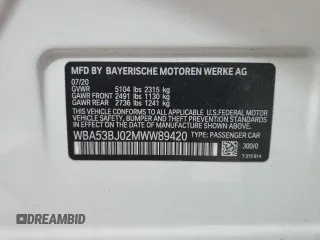 MFD BY BAYERISCHE MOTOREN WERKE AG
07/20
GVWR 5104 lbs 2315 kg
GAWR FRONT 2491 lbs 1130 kg
GAWR REAR 2736 lbs 1241 kg
THIS VEHICLE CONFORMS TO ALL APPLICABLE FEDERAL MOTOR VEHICLE
SAFETY, BUMPER, AND THEFT PREVENTION STANDARDS
IN EFFECT ON THE DATE OF MANUFACTURE SHOWN ABOVE.
WBA53BJ02MWW89420 TYPE: PASSENGER CAR
300/0
DREAMBID